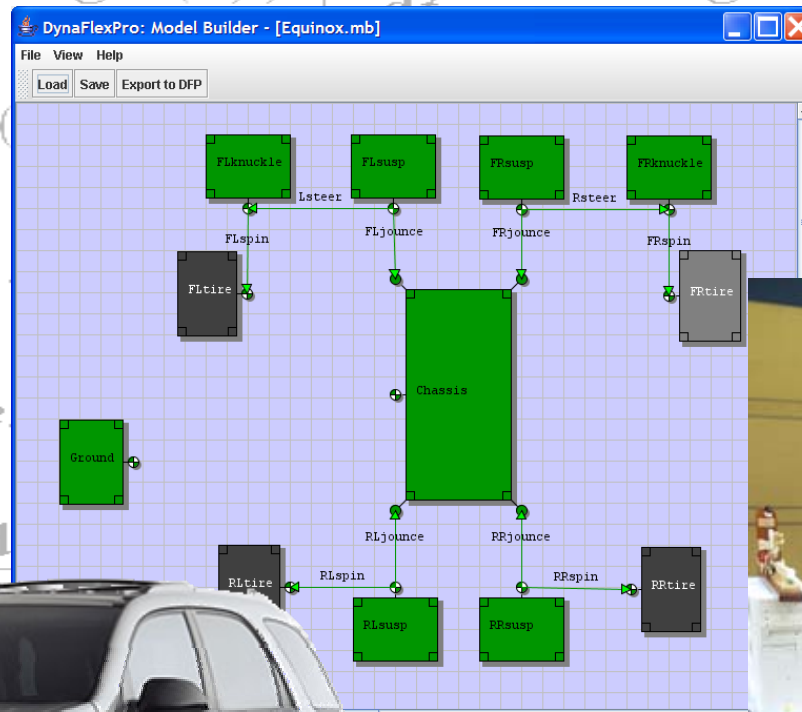 DynaFlexPro: Model Builder - [Equinox.mb]
File View Help
Load Save Export to DFP
FLknuckle FLsusp FRsusp FRknuckle
Lsteer Rsteer
FLspin FLjounce FRjounce FRspin
FLtire FRtire
Chassis
Ground
RLjounce RRjounce
RLtire RLspin RRspin RRtire
RLsusp RRsusp